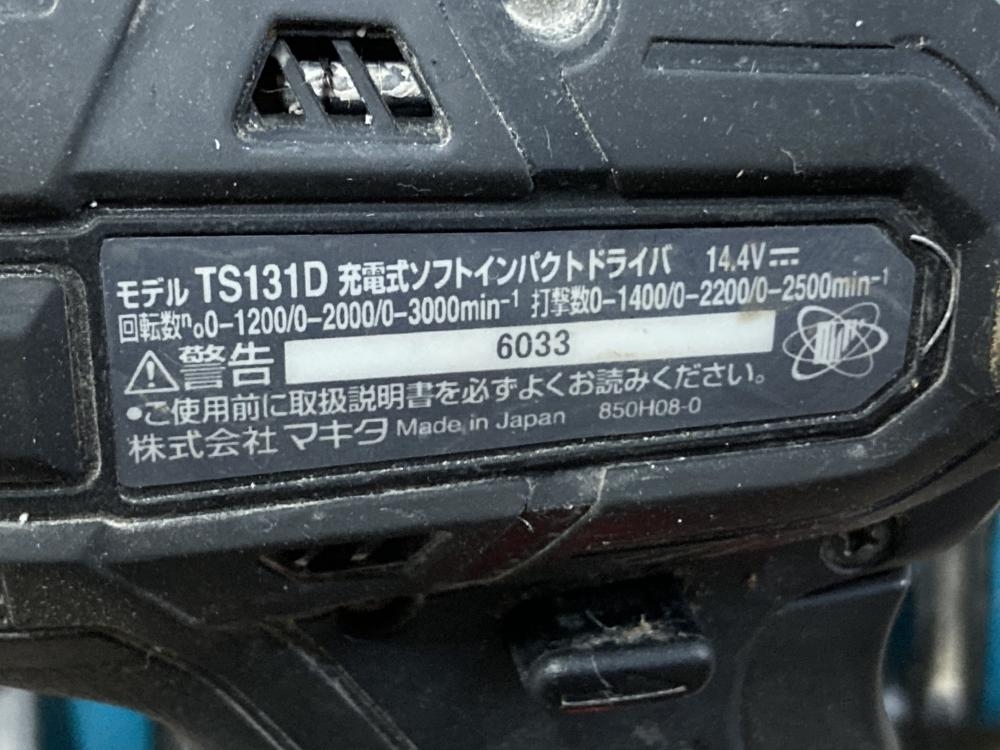 モデル TS131D 充電式ソフトインパクトドライバ 14.4V⎓
回転数n₀0-1200/0-2000/0-3000min⁻¹ 打撃数0-1400/0-2200/0-2500min⁻¹
⚠警告 6033
●ご使用前に取扱説明書を必ずよくお読みください。
株式会社 マキタ Made in Japan 850H08-0